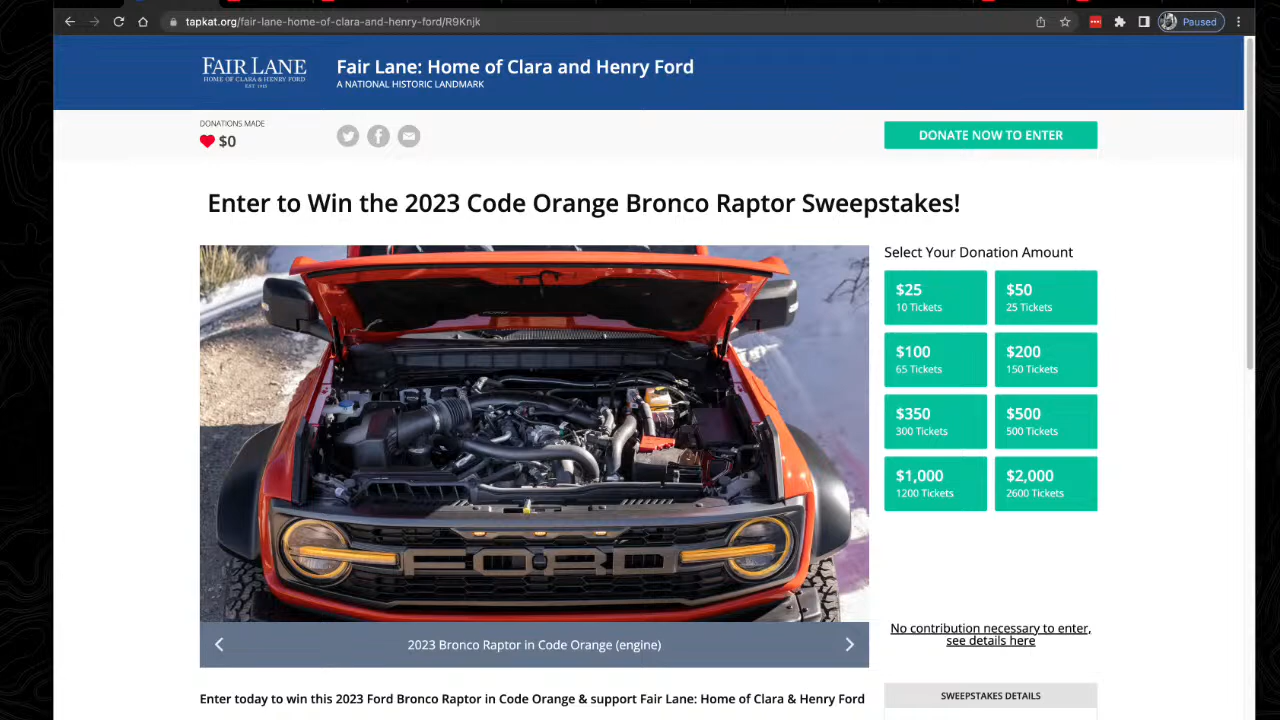 tapkat.org/fair-lane-home-of-clara-and-henry-ford/R9Knjk
Paused
FAIR LANE
HOME OF CLARA & HENRY FORD
EST 1915
Fair Lane: Home of Clara and Henry Ford
A NATIONAL HISTORIC LANDMARK
DONATIONS MADE
$0
DONATE NOW TO ENTER
Enter to Win the 2023 Code Orange Bronco Raptor Sweepstakes!
FORD
Select Your Donation Amount
$25
10 Tickets
$50
25 Tickets
$100
65 Tickets
$200
150 Tickets
$350
300 Tickets
$500
500 Tickets
$1,000
1200 Tickets
$2,000
2600 Tickets
No contribution necessary to enter,
see details here
2023 Bronco Raptor in Code Orange (engine)
Enter today to win this 2023 Ford Bronco Raptor in Code Orange & support Fair Lane: Home of Clara & Henry Ford
SWEEPSTAKES DETAILS